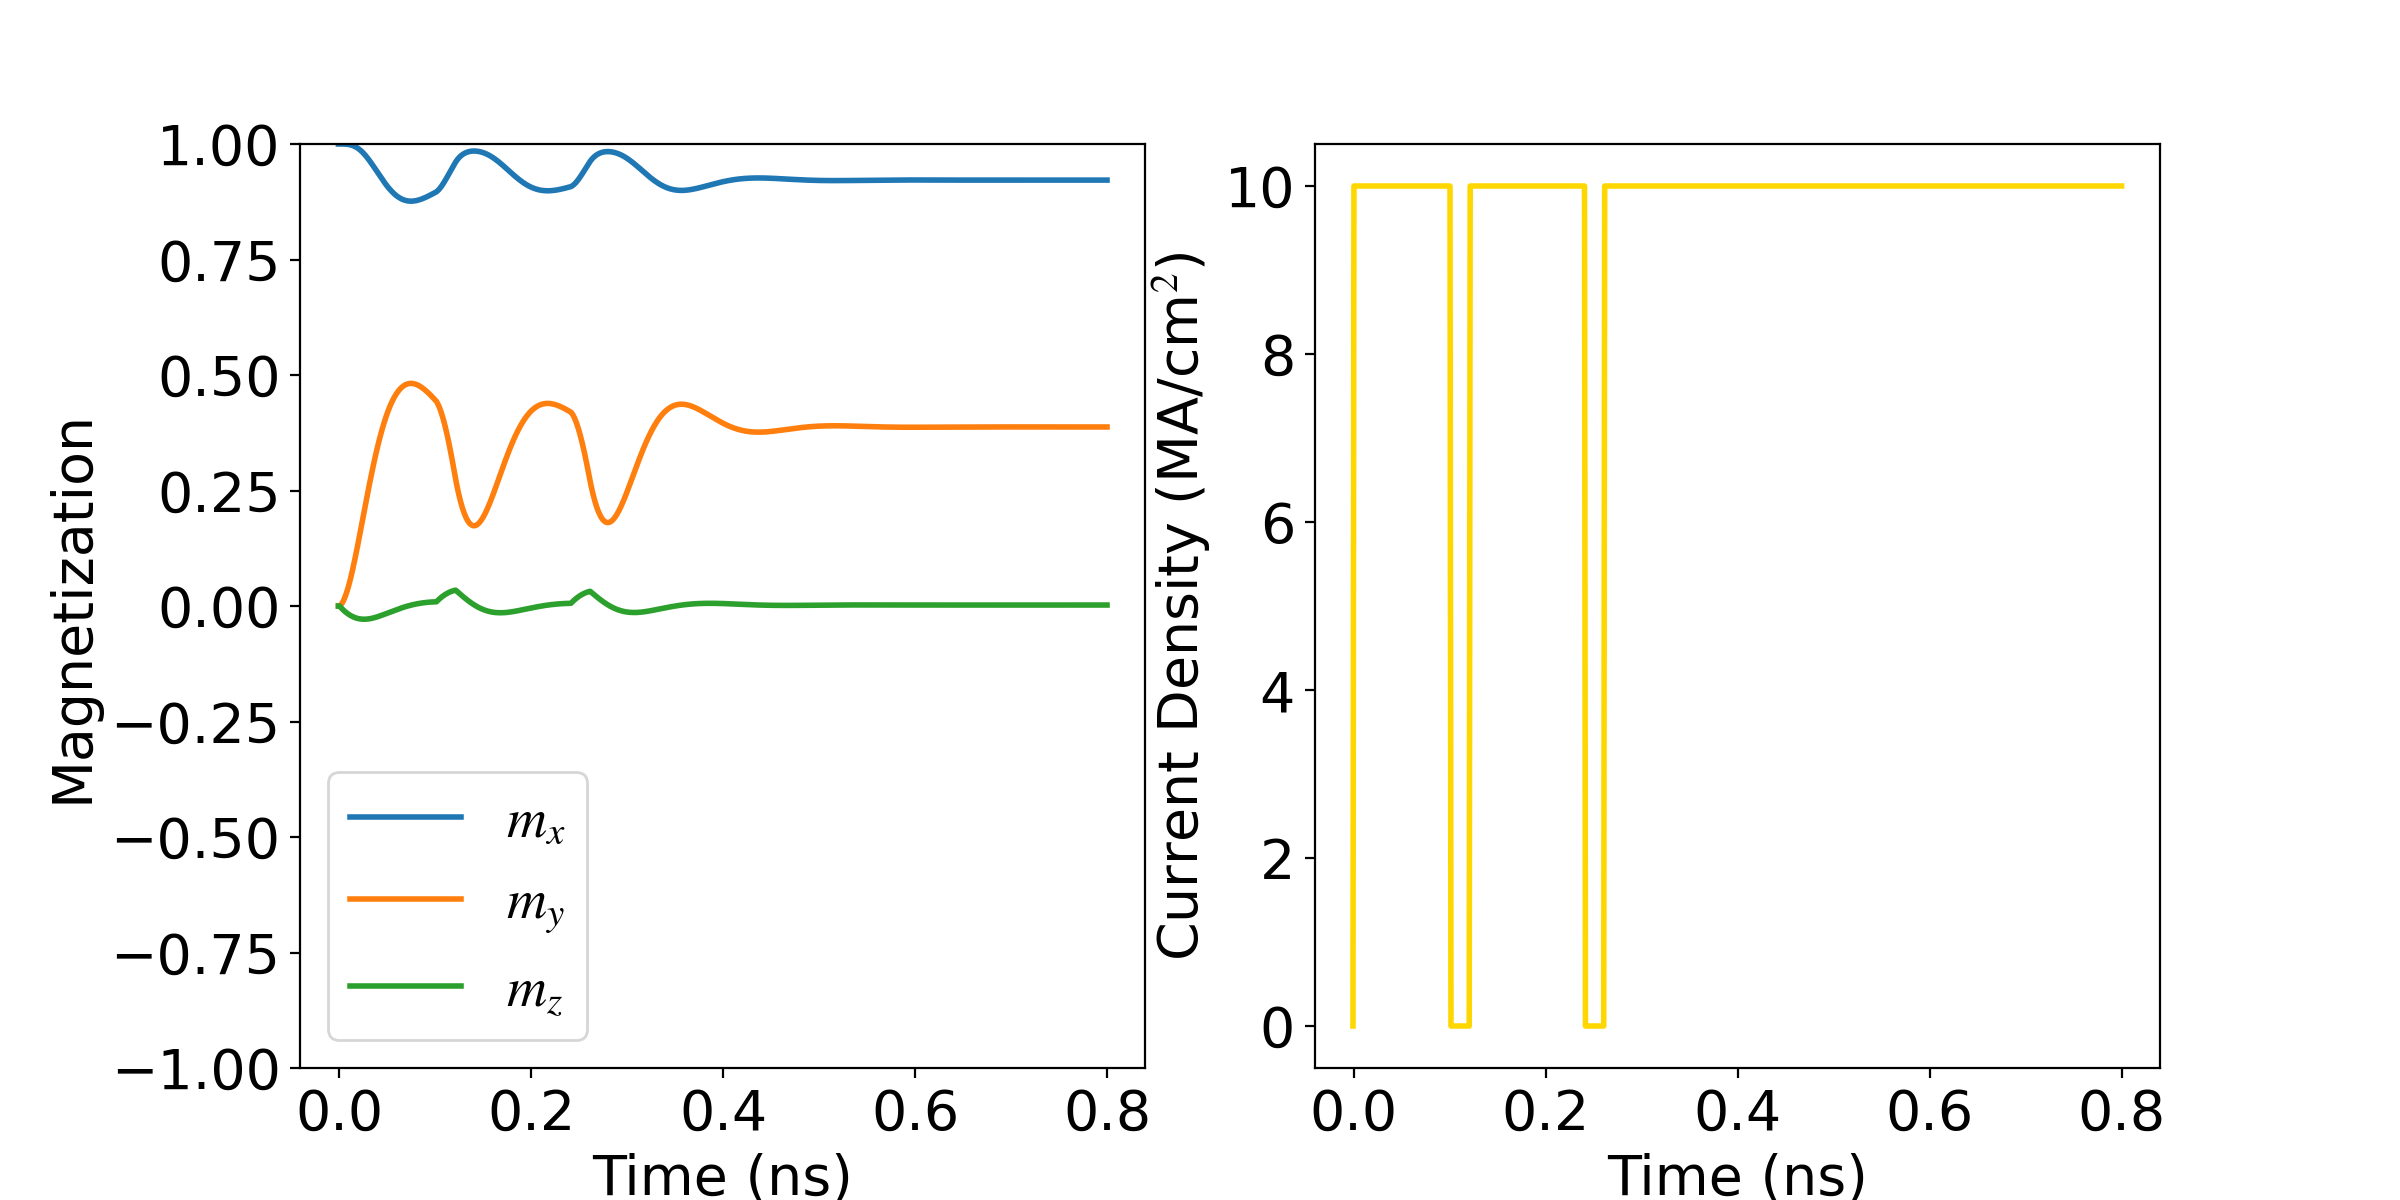 1.00
0.75
0.50
0.25
0.00
−0.25
−0.50
−0.75
−1.00
Magnetization
m_x
m_y
m_z
0.0 0.2 0.4 0.6 0.8
Time (ns)
10
8
6
4
2
0
Current Density (MA/cm²)
0.0 0.2 0.4 0.6 0.8
Time (ns)